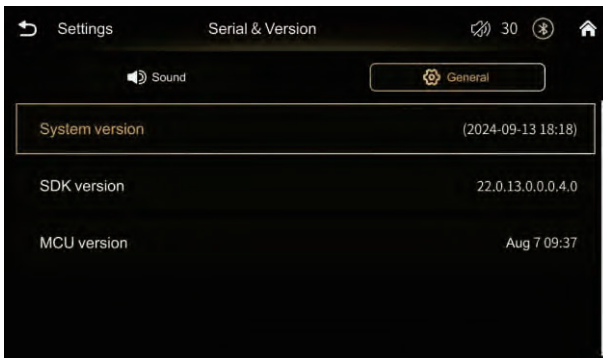 Settings Serial & Version 30
Sound General
System version (2024-09-13 18:18)
SDK version 22.0.13.0.0.0.4.0
MCU version Aug 7 09:37